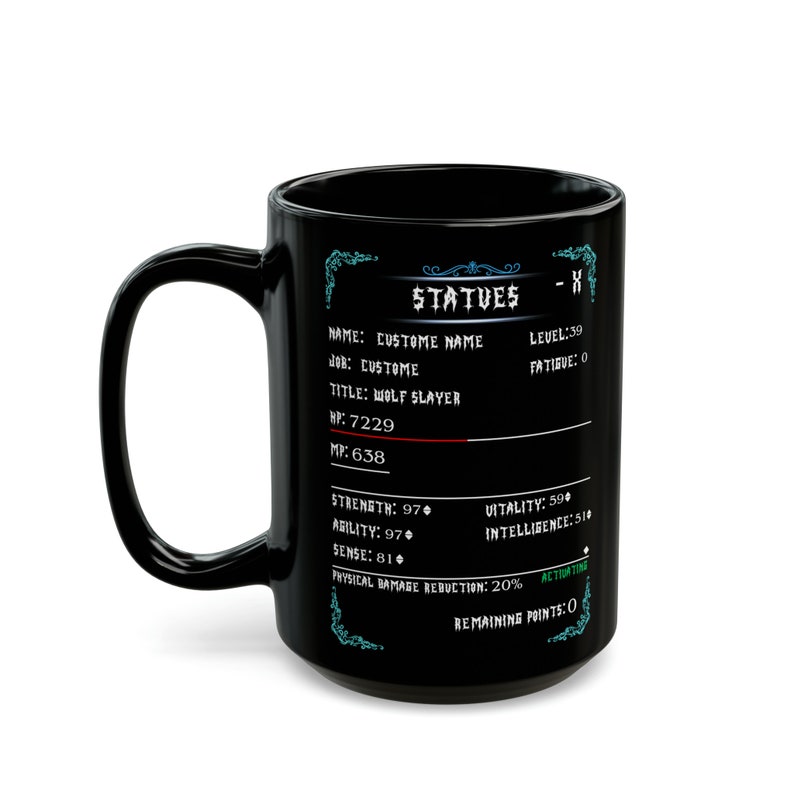 STATUES - X
NAME: CUSTOME NAME LEVEL:39
JOB: CUSTOME FATIGUE: 0
TITLE: WOLF SLAYER
HP: 7229
MP: 638
STRENGTH: 97 VITALITY: 59
AGILITY: 97 INTELLIGENCE: 51
SENSE: 81
PHYSICAL DAMAGE REDUCTION: 20% ACTIVATING
REMAINING POINTS: 0